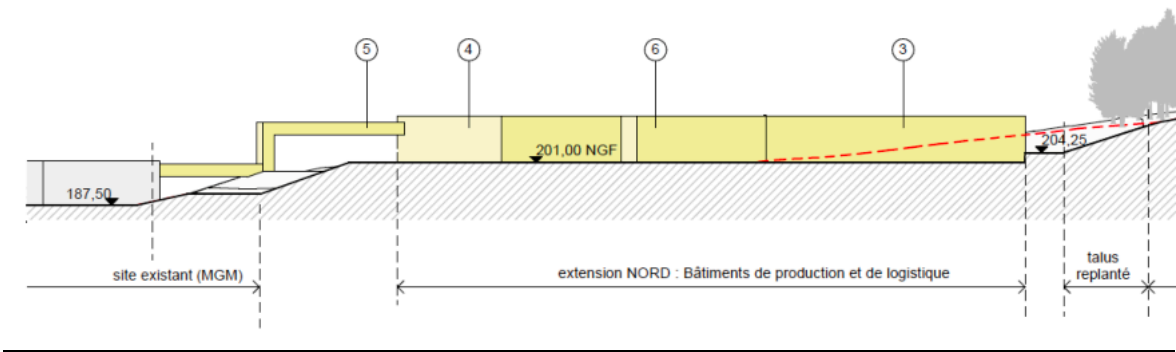 5
4
6
3
201,00 NGF
204,25
187,50
site existant (MGM)
extension NORD : Bâtiments de production et de logistique
talus
replanté